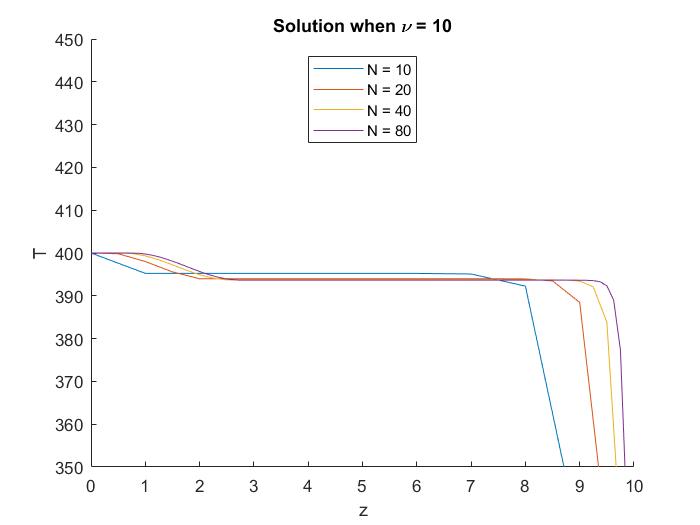 Solution when ν = 10
450
440
430
420
410
400
390
380
370
360
350
T
N = 10
N = 20
N = 40
N = 80
0 1 2 3 4 5 6 7 8 9 10
z